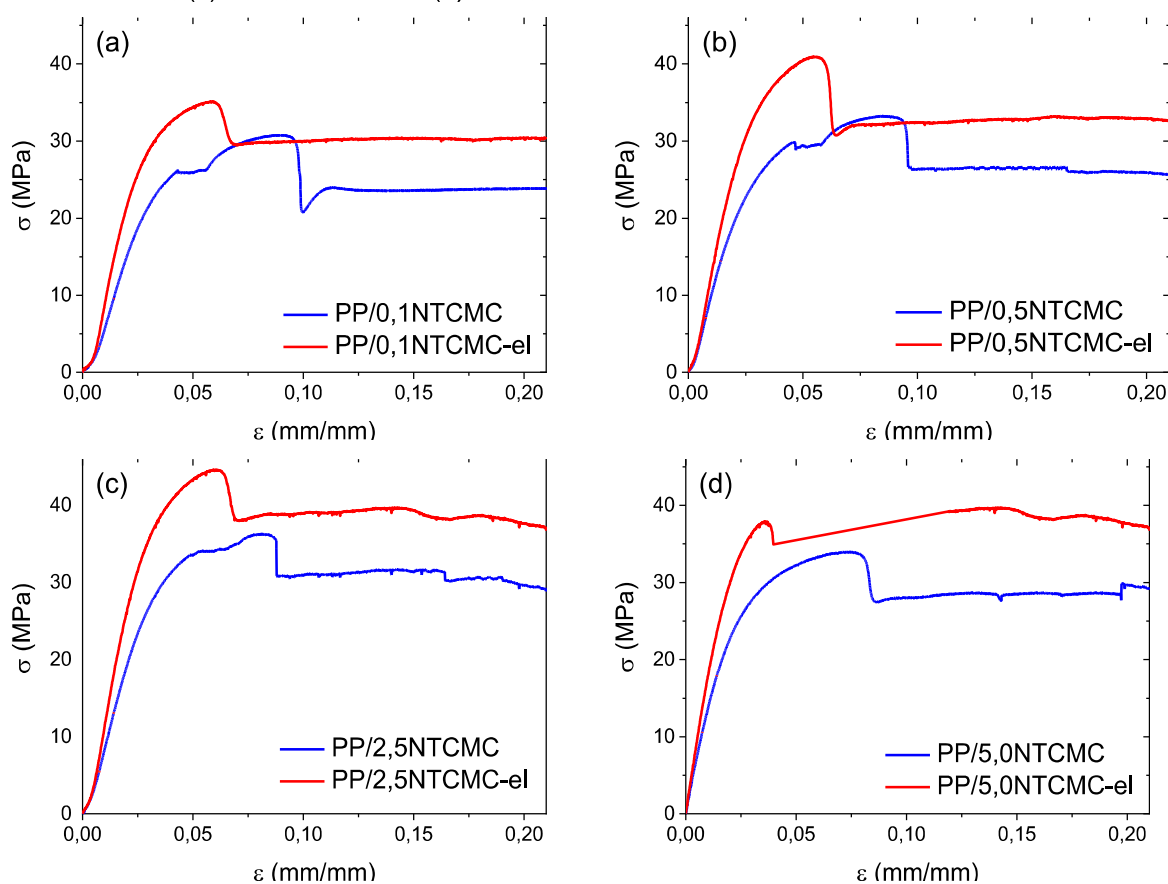 (a)
(b)
(a)
40
30
20
10
0
σ (MPa)
PP/0,1NTCMC
PP/0,1NTCMC-el
0,00 0,05 0,10 0,15 0,20
ε (mm/mm)
(b)
40
30
20
10
0
σ (MPa)
PP/0,5NTCMC
PP/0,5NTCMC-el
0,00 0,05 0,10 0,15 0,20
ε (mm/mm)
(c)
40
30
20
10
0
σ (MPa)
PP/2,5NTCMC
PP/2,5NTCMC-el
0,00 0,05 0,10 0,15 0,20
ε (mm/mm)
(d)
40
30
20
10
0
σ (MPa)
PP/5,0NTCMC
PP/5,0NTCMC-el
0,00 0,05 0,10 0,15 0,20
ε (mm/mm)